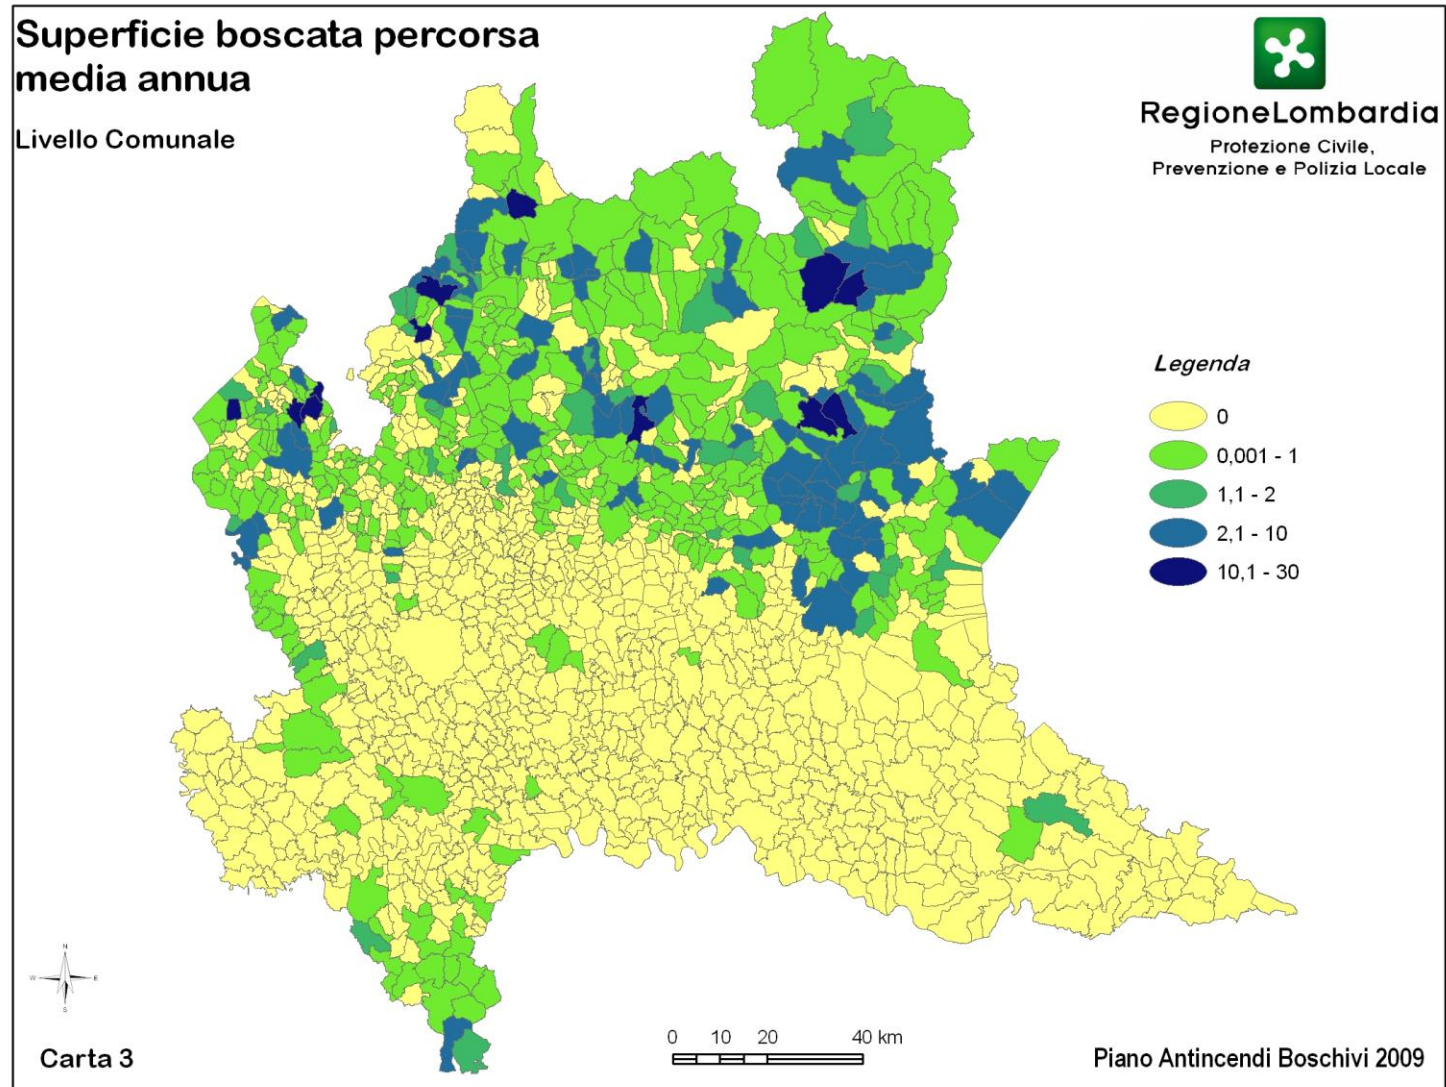 Superficie boscata percorsa
media annua
Livello Comunale
RegioneLombardia
Protezione Civile,
Prevenzione e Polizia Locale
Legenda
0
0,001 - 1
1,1 - 2
2,1 - 10
10,1 - 30
N
W E
S
0 10 20 40 km
Carta 3
Piano Antincendi Boschivi 2009